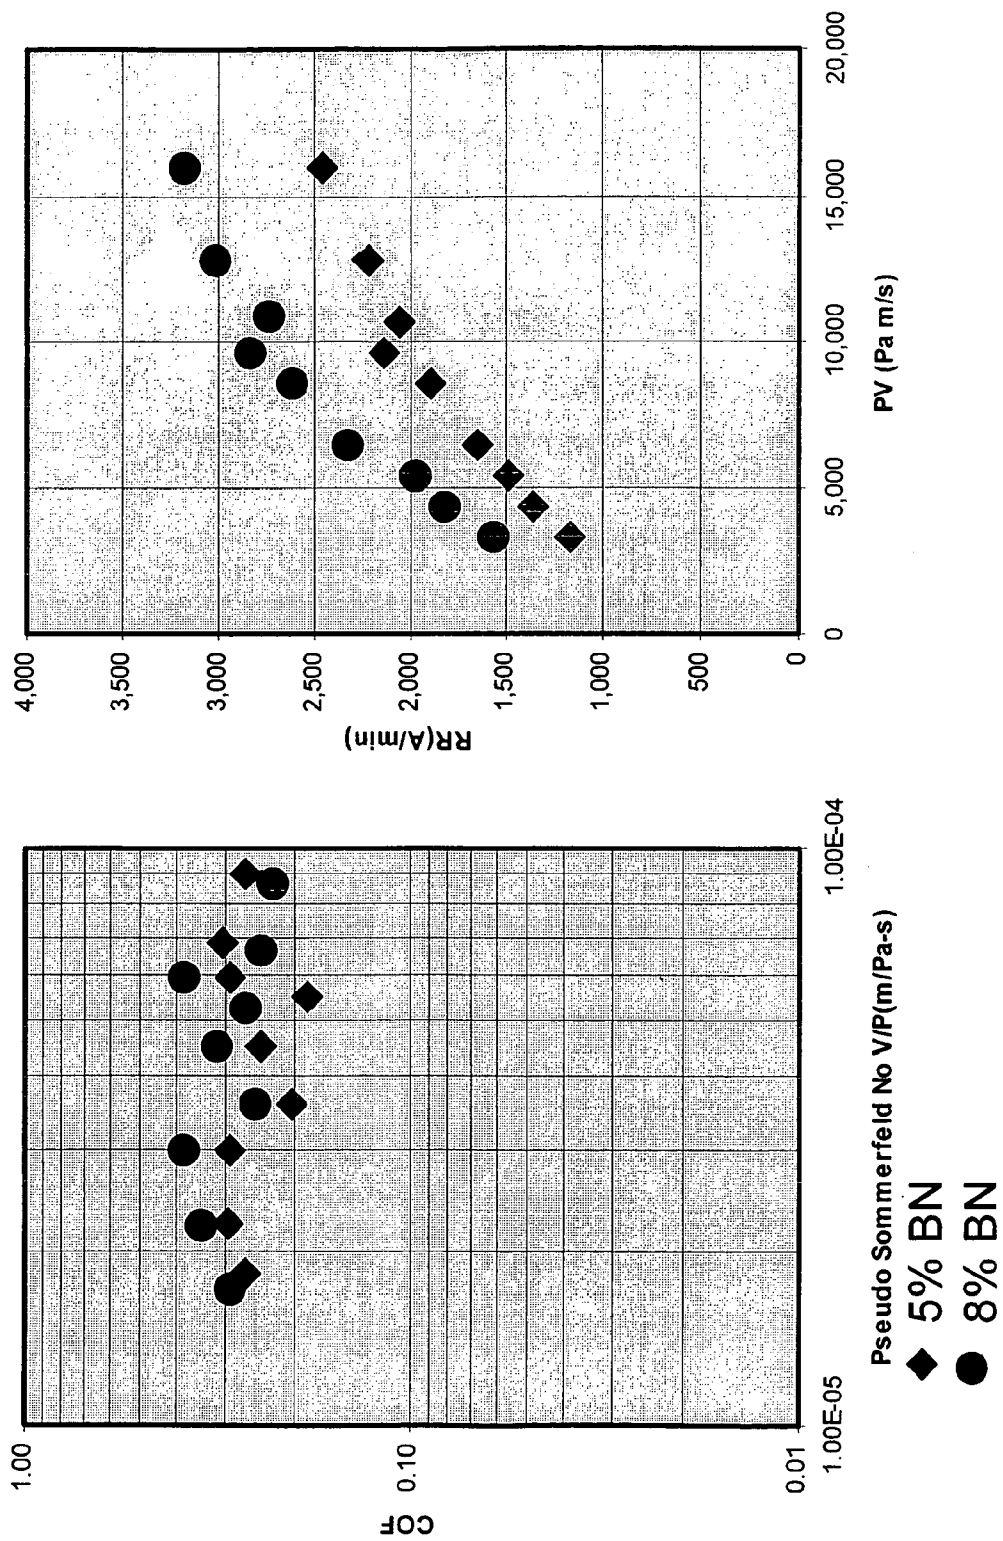 COF
1.00
0.10
0.01
1.00E-05
1.00E-04
Pseudo Sommerfeld No V/P(m/Pa-s)
RR(A/min)
4,000
3,500
3,000
2,500
2,000
1,500
1,000
500
0
0
5,000
10,000
15,000
20,000
PV (Pa m/s)
5% BN
8% BN